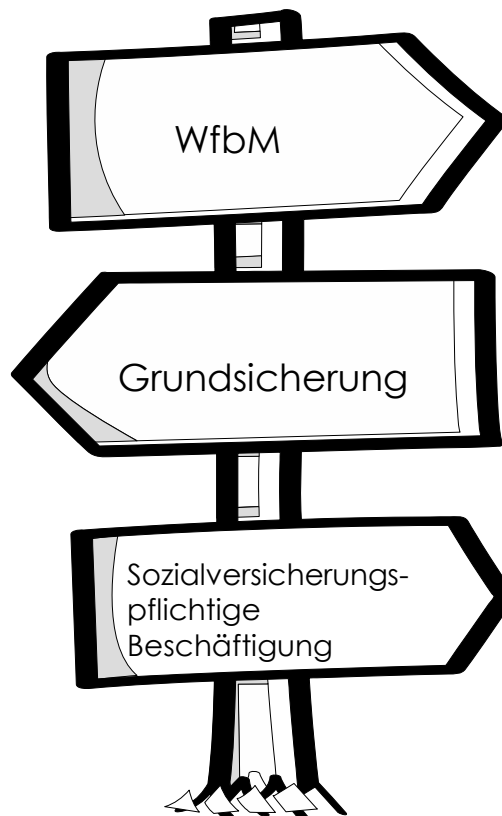 WfbM
Grundsicherung
Sozialversicherungs-
pflichtige
Beschäftigung